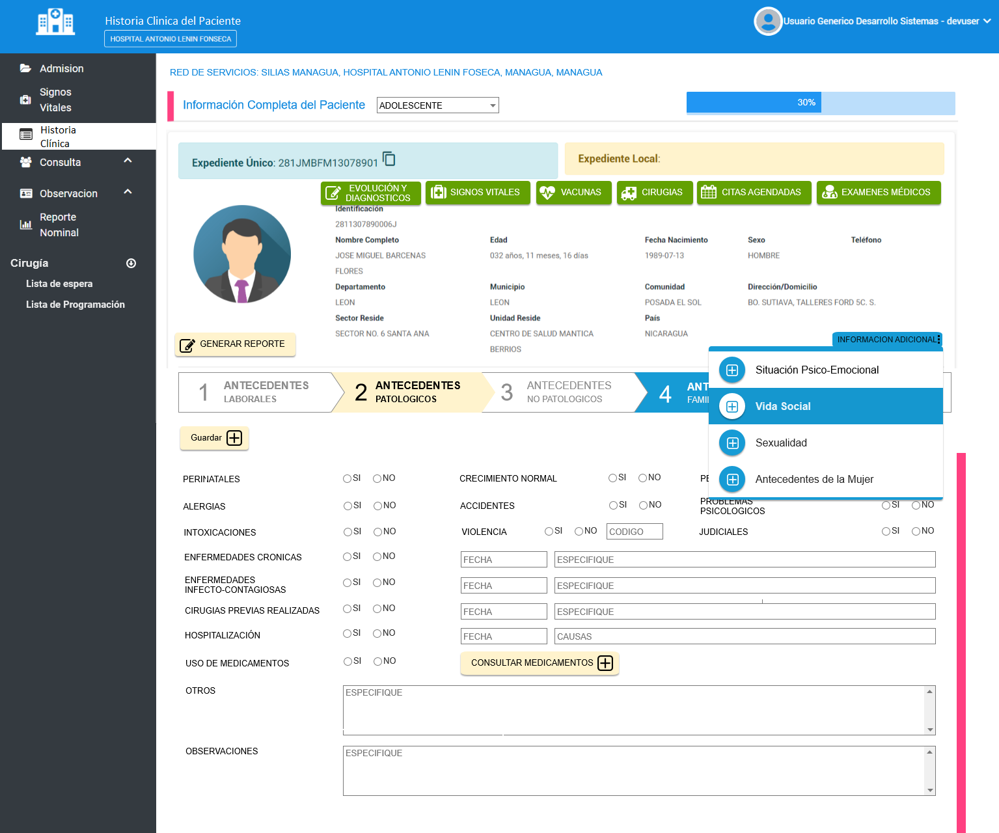 Historia Clinica del Paciente
HOSPITAL ANTONIO LENIN FONSECA
Usuario Generico Desarrollo Sistemas - devuser
Admision
Signos
Vitales
Historia
Clínica
Consulta
Observacion
Reporte
Nominal
Cirugía
Lista de espera
Lista de Programación
RED DE SERVICIOS: SILIAS MANAGUA, HOSPITAL ANTONIO LENIN FOSECA, MANAGUA, MANAGUA
Información Completa del Paciente
ADOLESCENTE
30%
Expediente Único: 281JMBFM13078901
Expediente Local:
EVOLUCIÓN Y
DIAGNOSTICOS
SIGNOS VITALES
VACUNAS
CIRUGIAS
CITAS AGENDADAS
EXAMENES MÉDICOS
Identificación
2811307890006J
Nombre Completo
Edad
Fecha Nacimiento
Sexo
Teléfono
JOSE MIGUEL BARCENAS
FLORES
032 años, 11 meses, 16 días
1989-07-13
HOMBRE
Departamento
Municipio
Comunidad
Dirección/Domicilio
LEON
LEON
POSADA EL SOL
BO. SUTIAVA, TALLERES FORD 5C. S.
Sector Reside
Unidad Reside
País
SECTOR NO. 6 SANTA ANA
CENTRO DE SALUD MANTICA
BERRIOS
NICARAGUA
GENERAR REPORTE
INFORMACION ADICIONAL
Situación Psico-Emocional
Vida Social
Sexualidad
Antecedentes de la Mujer
1 ANTECEDENTES
LABORALES
2 ANTECEDENTES
PATOLOGICOS
3 ANTECEDENTES
NO PATOLOGICOS
4 ANT
FAMI
Guardar
PERINATALES SI NO
CRECIMIENTO NORMAL SI NO
PE
ALERGIAS SI NO
ACCIDENTES SI NO
PROBLEMAS
PSICOLOGICOS SI NO
INTOXICACIONES SI NO
VIOLENCIA SI NO CODIGO
JUDICIALES SI NO
ENFERMEDADES CRONICAS SI NO FECHA ESPECIFIQUE
ENFERMEDADES
INFECTO-CONTAGIOSAS SI NO FECHA ESPECIFIQUE
CIRUGIAS PREVIAS REALIZADAS SI NO FECHA ESPECIFIQUE
HOSPITALIZACIÓN SI NO FECHA CAUSAS
USO DE MEDICAMENTOS SI NO CONSULTAR MEDICAMENTOS
OTROS ESPECIFIQUE
OBSERVACIONES ESPECIFIQUE